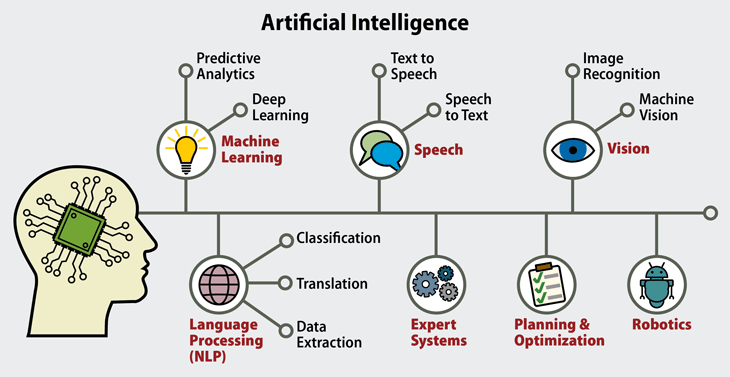 Artificial Intelligence
Predictive
Analytics
Deep
Learning
Machine
Learning
Text to
Speech
Speech
to Text
Speech
Image
Recognition
Machine
Vision
Vision
Classification
Translation
Data
Extraction
Language
Processing
(NLP)
Expert
Systems
Planning &
Optimization
Robotics